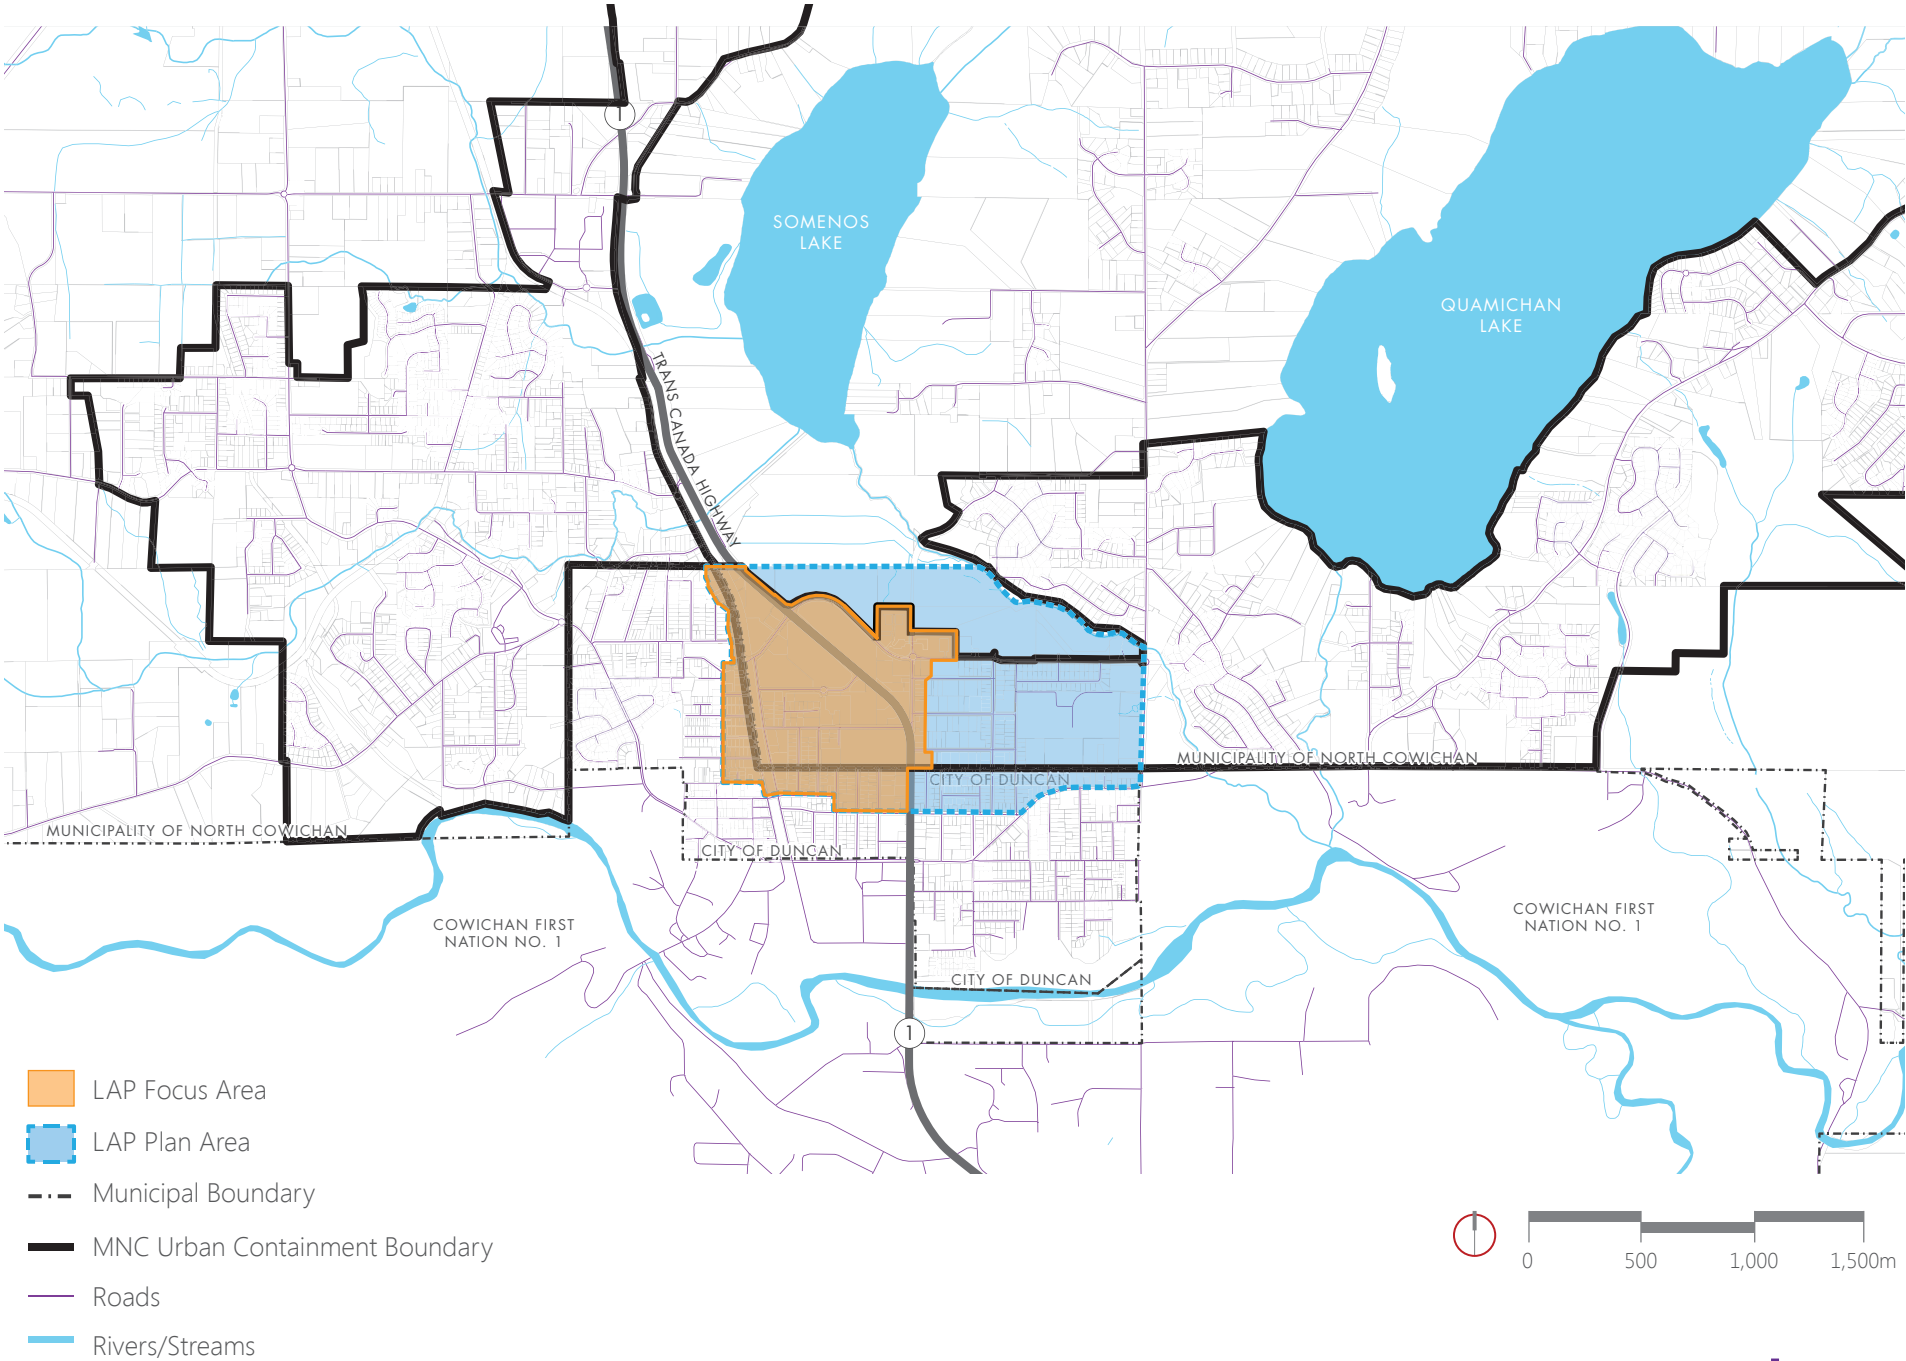 1
SOMENOS
LAKE
QUAMICHAN
LAKE
TRANS CANADA HIGHWAY
MUNICIPALITY OF NORTH COWICHAN
CITY OF DUNCAN
MUNICIPALITY OF NORTH COWICHAN
CITY OF DUNCAN
COWICHAN FIRST
NATION NO. 1
COWICHAN FIRST
NATION NO. 1
CITY OF DUNCAN
1
LAP Focus Area
LAP Plan Area
Municipal Boundary
MNC Urban Containment Boundary
Roads
Rivers/Streams
0 500 1,000 1,500m